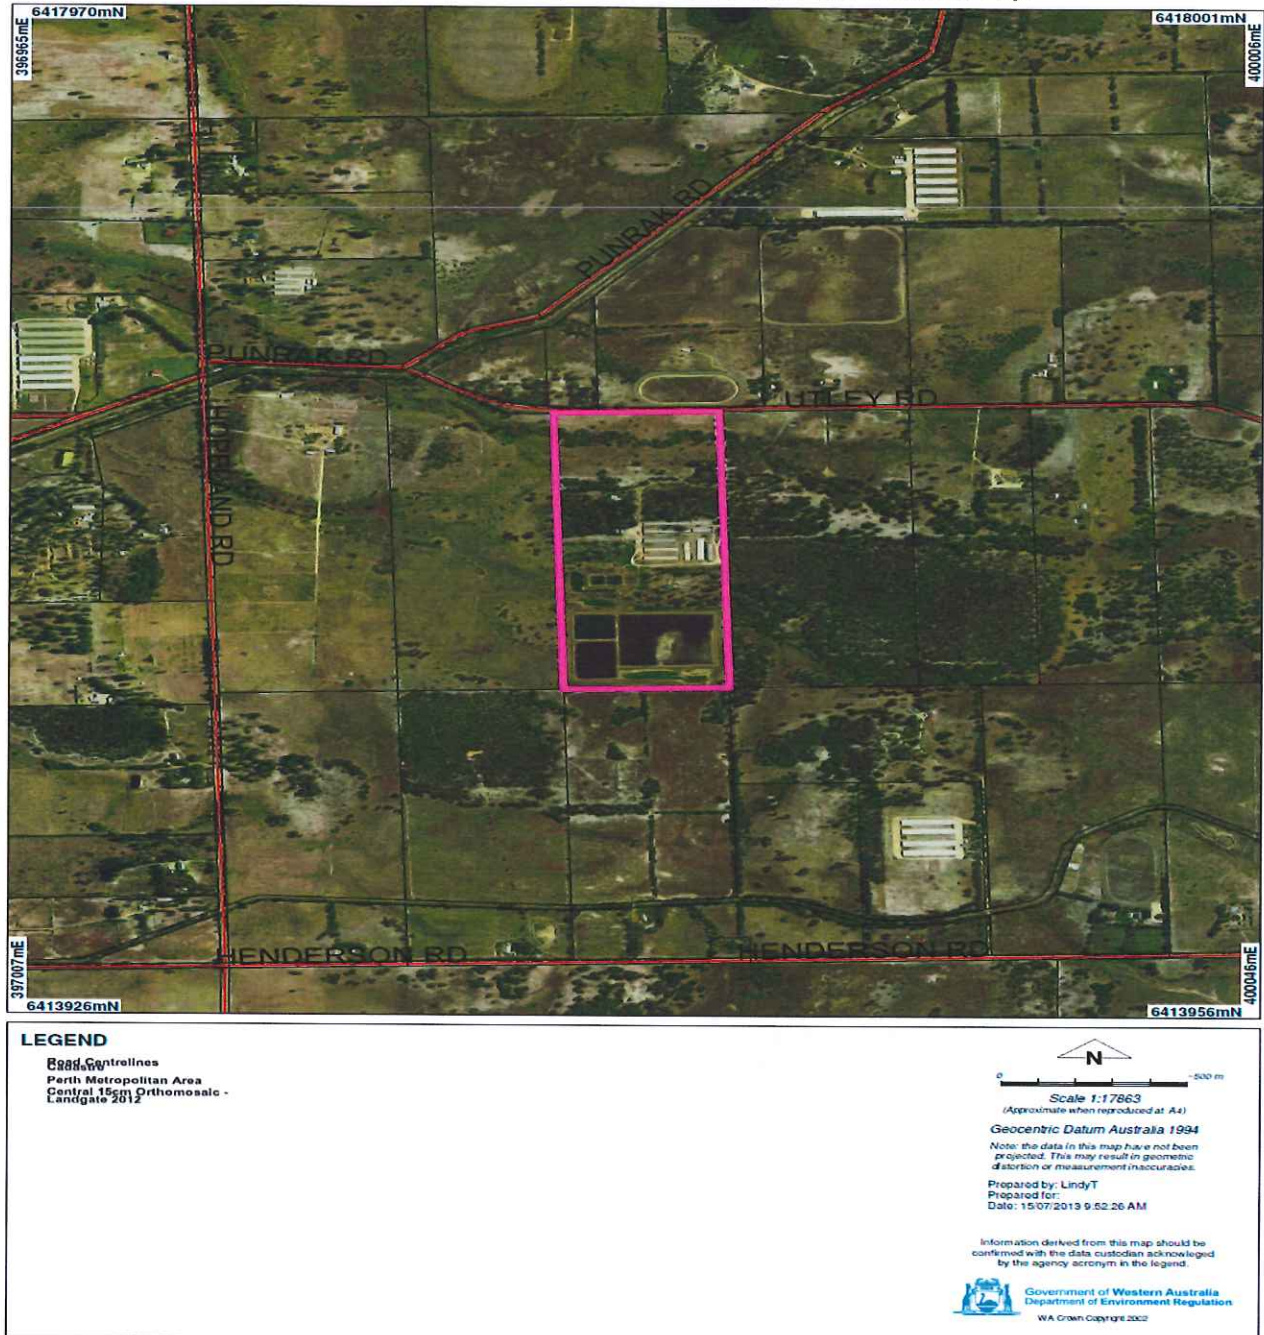 6417970mN
6418001mN
396965mE
400006mE
PUNRAK RD
PUNRAK RD
UTLEY RD
HOPELAND RD
HENDERSON RD
HENDERSON RD
397007mE
400046mE
6413926mN
6413956mN
LEGEND
Road Centrelines
Cadastre
Perth Metropolitan Area
Central 15cm Orthomosaic -
Landgate 2012
N
0
~500 m
Scale 1:17863
(Approximate when reproduced at A4)
Geocentric Datum Australia 1994
Note: the data in this map have not been
projected. This may result in geometric
distortion or measurement inaccuracies.
Prepared by: LindyT
Prepared for:
Date: 15/07/2013 9:52:26 AM
Information derived from this map should be
confirmed with the data custodian acknowleged
by the agency acronym in the legend.
Government of Western Australia
Department of Environment Regulation
WA Crown Copyright 2002